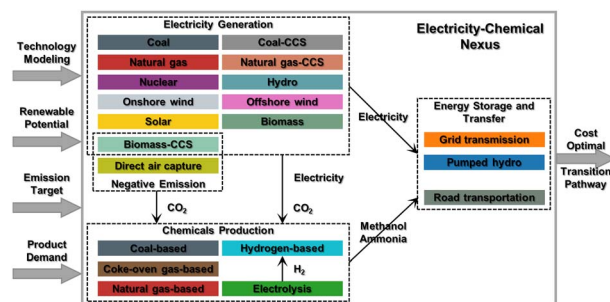 Electricity Generation
Electricity-Chemical
Nexus
Technology
Modeling
Coal
Coal-CCS
Natural gas
Natural gas-CCS
Nuclear
Hydro
Onshore wind
Offshore wind
Solar
Biomass
Renewable
Potential
Biomass-CCS
Direct air capture
Negative Emission
Electricity
Energy Storage and
Transfer
Grid transmission
Pumped hydro
Road transportation
Cost
Optimal
Transition
Pathway
Emission
Target
Electricity
CO2
CO2
Methanol
Ammonia
Product
Demand
Chemicals Production
Coal-based
Hydrogen-based
Coke-oven gas-based
H2
Natural gas-based
Electrolysis